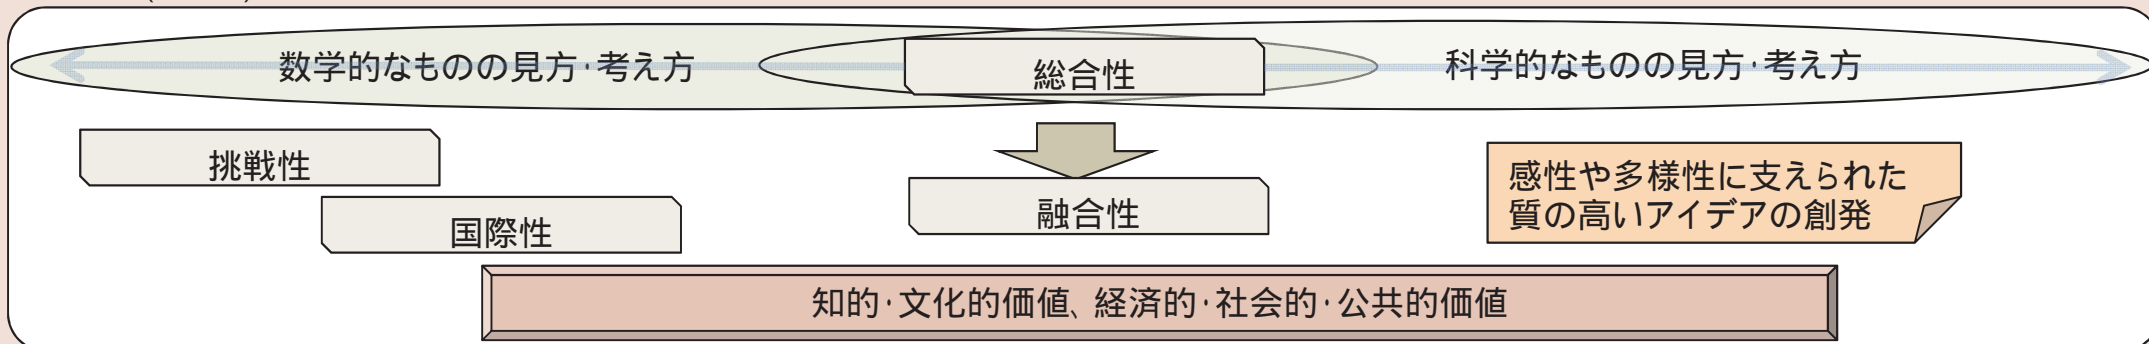 数学的なものの見方・考え方
総合性
科学的なものの見方・考え方
挑戦性
国際性
融合性
感性や多様性に支えられた
質の高いアイデアの創発
知的・文化的価値、経済的・社会的・公共的価値